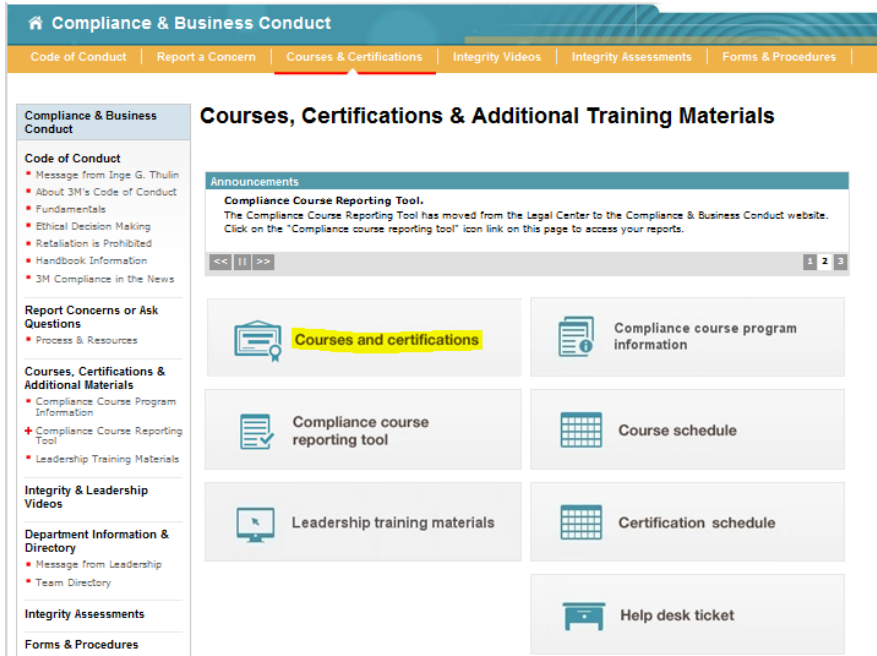 Compliance & Business Conduct
Code of Conduct
Report a Concern
Courses & Certifications
Integrity Videos
Integrity Assessments
Forms & Procedures
Compliance & Business
Conduct
Code of Conduct
Message from Inge G. Thulin
About 3M's Code of Conduct
Fundamentals
Ethical Decision Making
Retaliation is Prohibited
Handbook Information
3M Compliance in the News
Report Concerns or Ask
Questions
Process & Resources
Courses, Certifications &
Additional Materials
Compliance Course Program
Information
Compliance Course Reporting
Tool
Leadership Training Materials
Integrity & Leadership
Videos
Department Information &
Directory
Message from Leadership
Team Directory
Integrity Assessments
Forms & Procedures
Courses, Certifications & Additional Training Materials
Announcements
Compliance Course Reporting Tool.
The Compliance Course Reporting Tool has moved from the Legal Center to the Compliance & Business Conduct website.
Click on the "Compliance course reporting tool" icon link on this page to access your reports.
<< || >>
1 2 3
Courses and certifications
Compliance course program
information
Compliance course
reporting tool
Course schedule
Leadership training materials
Certification schedule
Help desk ticket